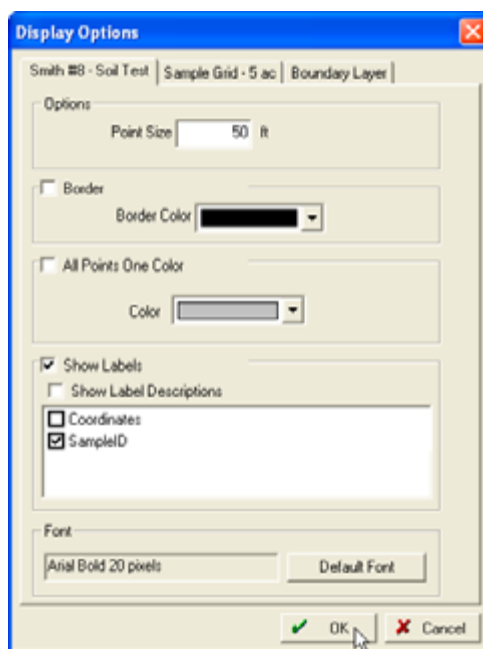 Display Options
Smith #8 - Soil Test Sample Grid - 5 ac Boundary Layer
Options
Point Size 50 ft
Border
Border Color
All Points One Color
Color
Show Labels
Show Label Descriptions
Coordinates
SampleID
Font
Arial Bold 20 pixels Default Font
OK Cancel